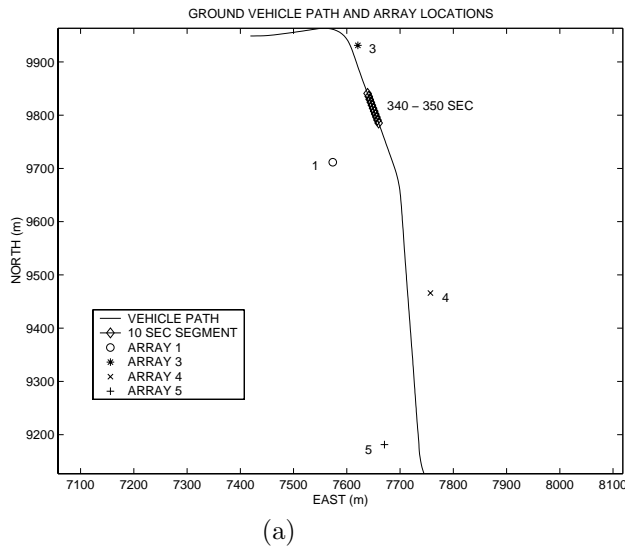 GROUND VEHICLE PATH AND ARRAY LOCATIONS
9900
9800
9700
9600
9500
9400
9300
9200
NORTH (m)
3
340 – 350 SEC
1
4
5
VEHICLE PATH
10 SEC SEGMENT
ARRAY 1
ARRAY 3
ARRAY 4
ARRAY 5
7100 7200 7300 7400 7500 7600 7700 7800 7900 8000 8100
EAST (m)
(a)